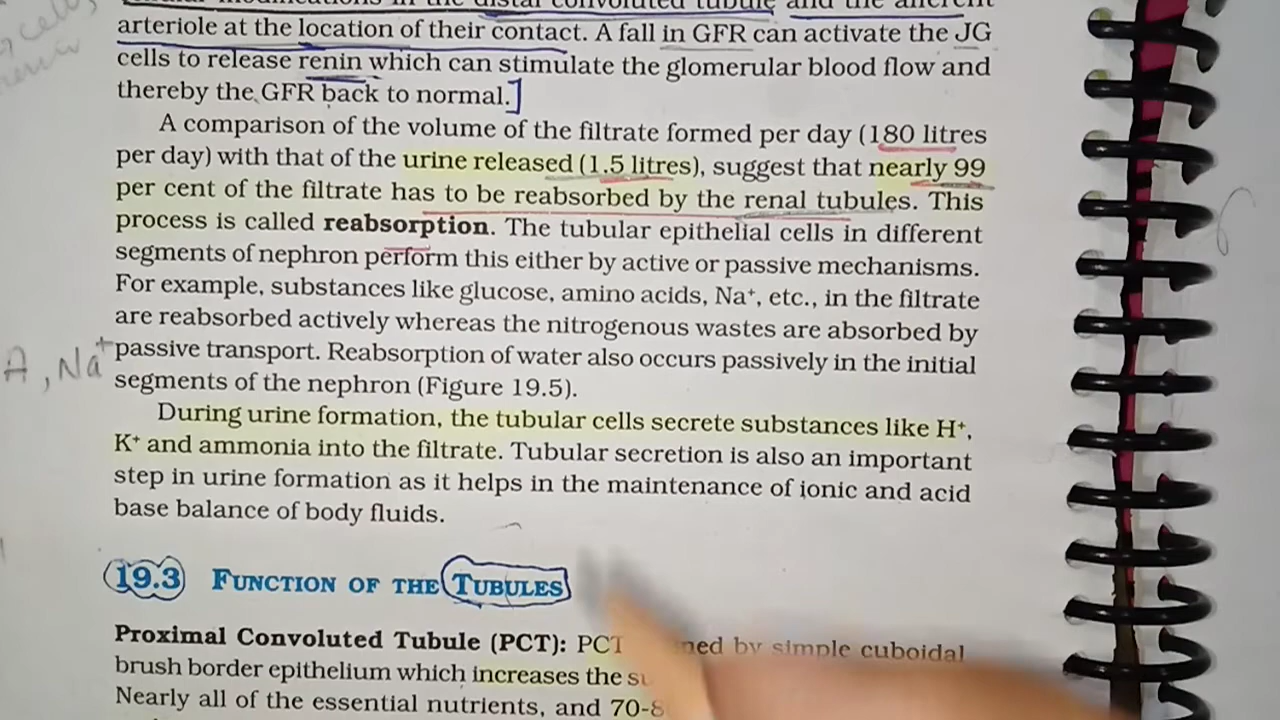 distal convoluted tubule and the afferent
arteriole at the location of their contact. A fall in GFR can activate the JG
cells to release renin which can stimulate the glomerular blood flow and
thereby the GFR back to normal.]
A comparison of the volume of the filtrate formed per day (180 litres
per day) with that of the urine released (1.5 litres), suggest that nearly 99
per cent of the filtrate has to be reabsorbed by the renal tubules. This
process is called reabsorption. The tubular epithelial cells in different
segments of nephron perform this either by active or passive mechanisms.
For example, substances like glucose, amino acids, Na⁺, etc., in the filtrate
are reabsorbed actively whereas the nitrogenous wastes are absorbed by
passive transport. Reabsorption of water also occurs passively in the initial
segments of the nephron (Figure 19.5).
A, Na⁺
During urine formation, the tubular cells secrete substances like H⁺,
K⁺ and ammonia into the filtrate. Tubular secretion is also an important
step in urine formation as it helps in the maintenance of ionic and acid
base balance of body fluids.
19.3 FUNCTION OF THE TUBULES
Proximal Convoluted Tubule (PCT): PCT by simple cuboidal
brush border epithelium which increases the
Nearly all of the essential nutrients, and 70-8